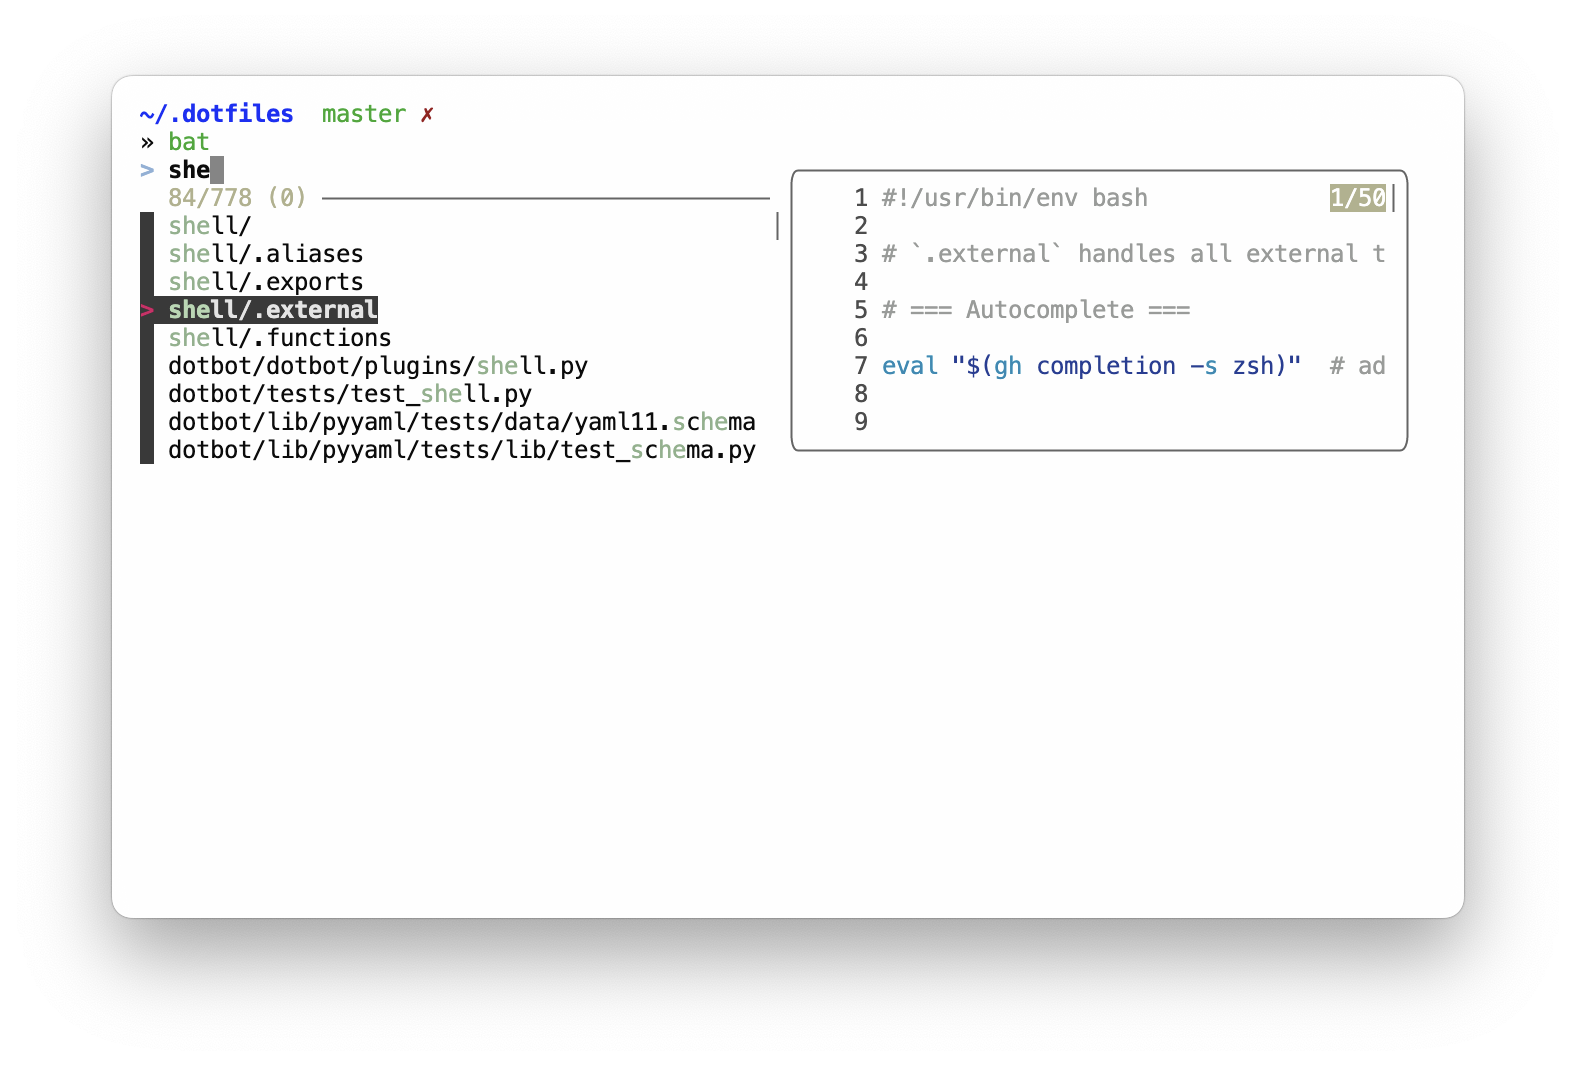 ~/.dotfiles  master ✗
» bat
> she
84/778 (0)
shell/
shell/.aliases
shell/.exports
> shell/.external
shell/.functions
dotbot/dotbot/plugins/shell.py
dotbot/tests/test_shell.py
dotbot/lib/pyyaml/tests/data/yaml11.schema
dotbot/lib/pyyaml/tests/lib/test_schema.py
1 #!/usr/bin/env bash 1/50
2
3 # `.external` handles all external t
4
5 # === Autocomplete ===
6
7 eval "$(gh completion -s zsh)"  # ad
8
9